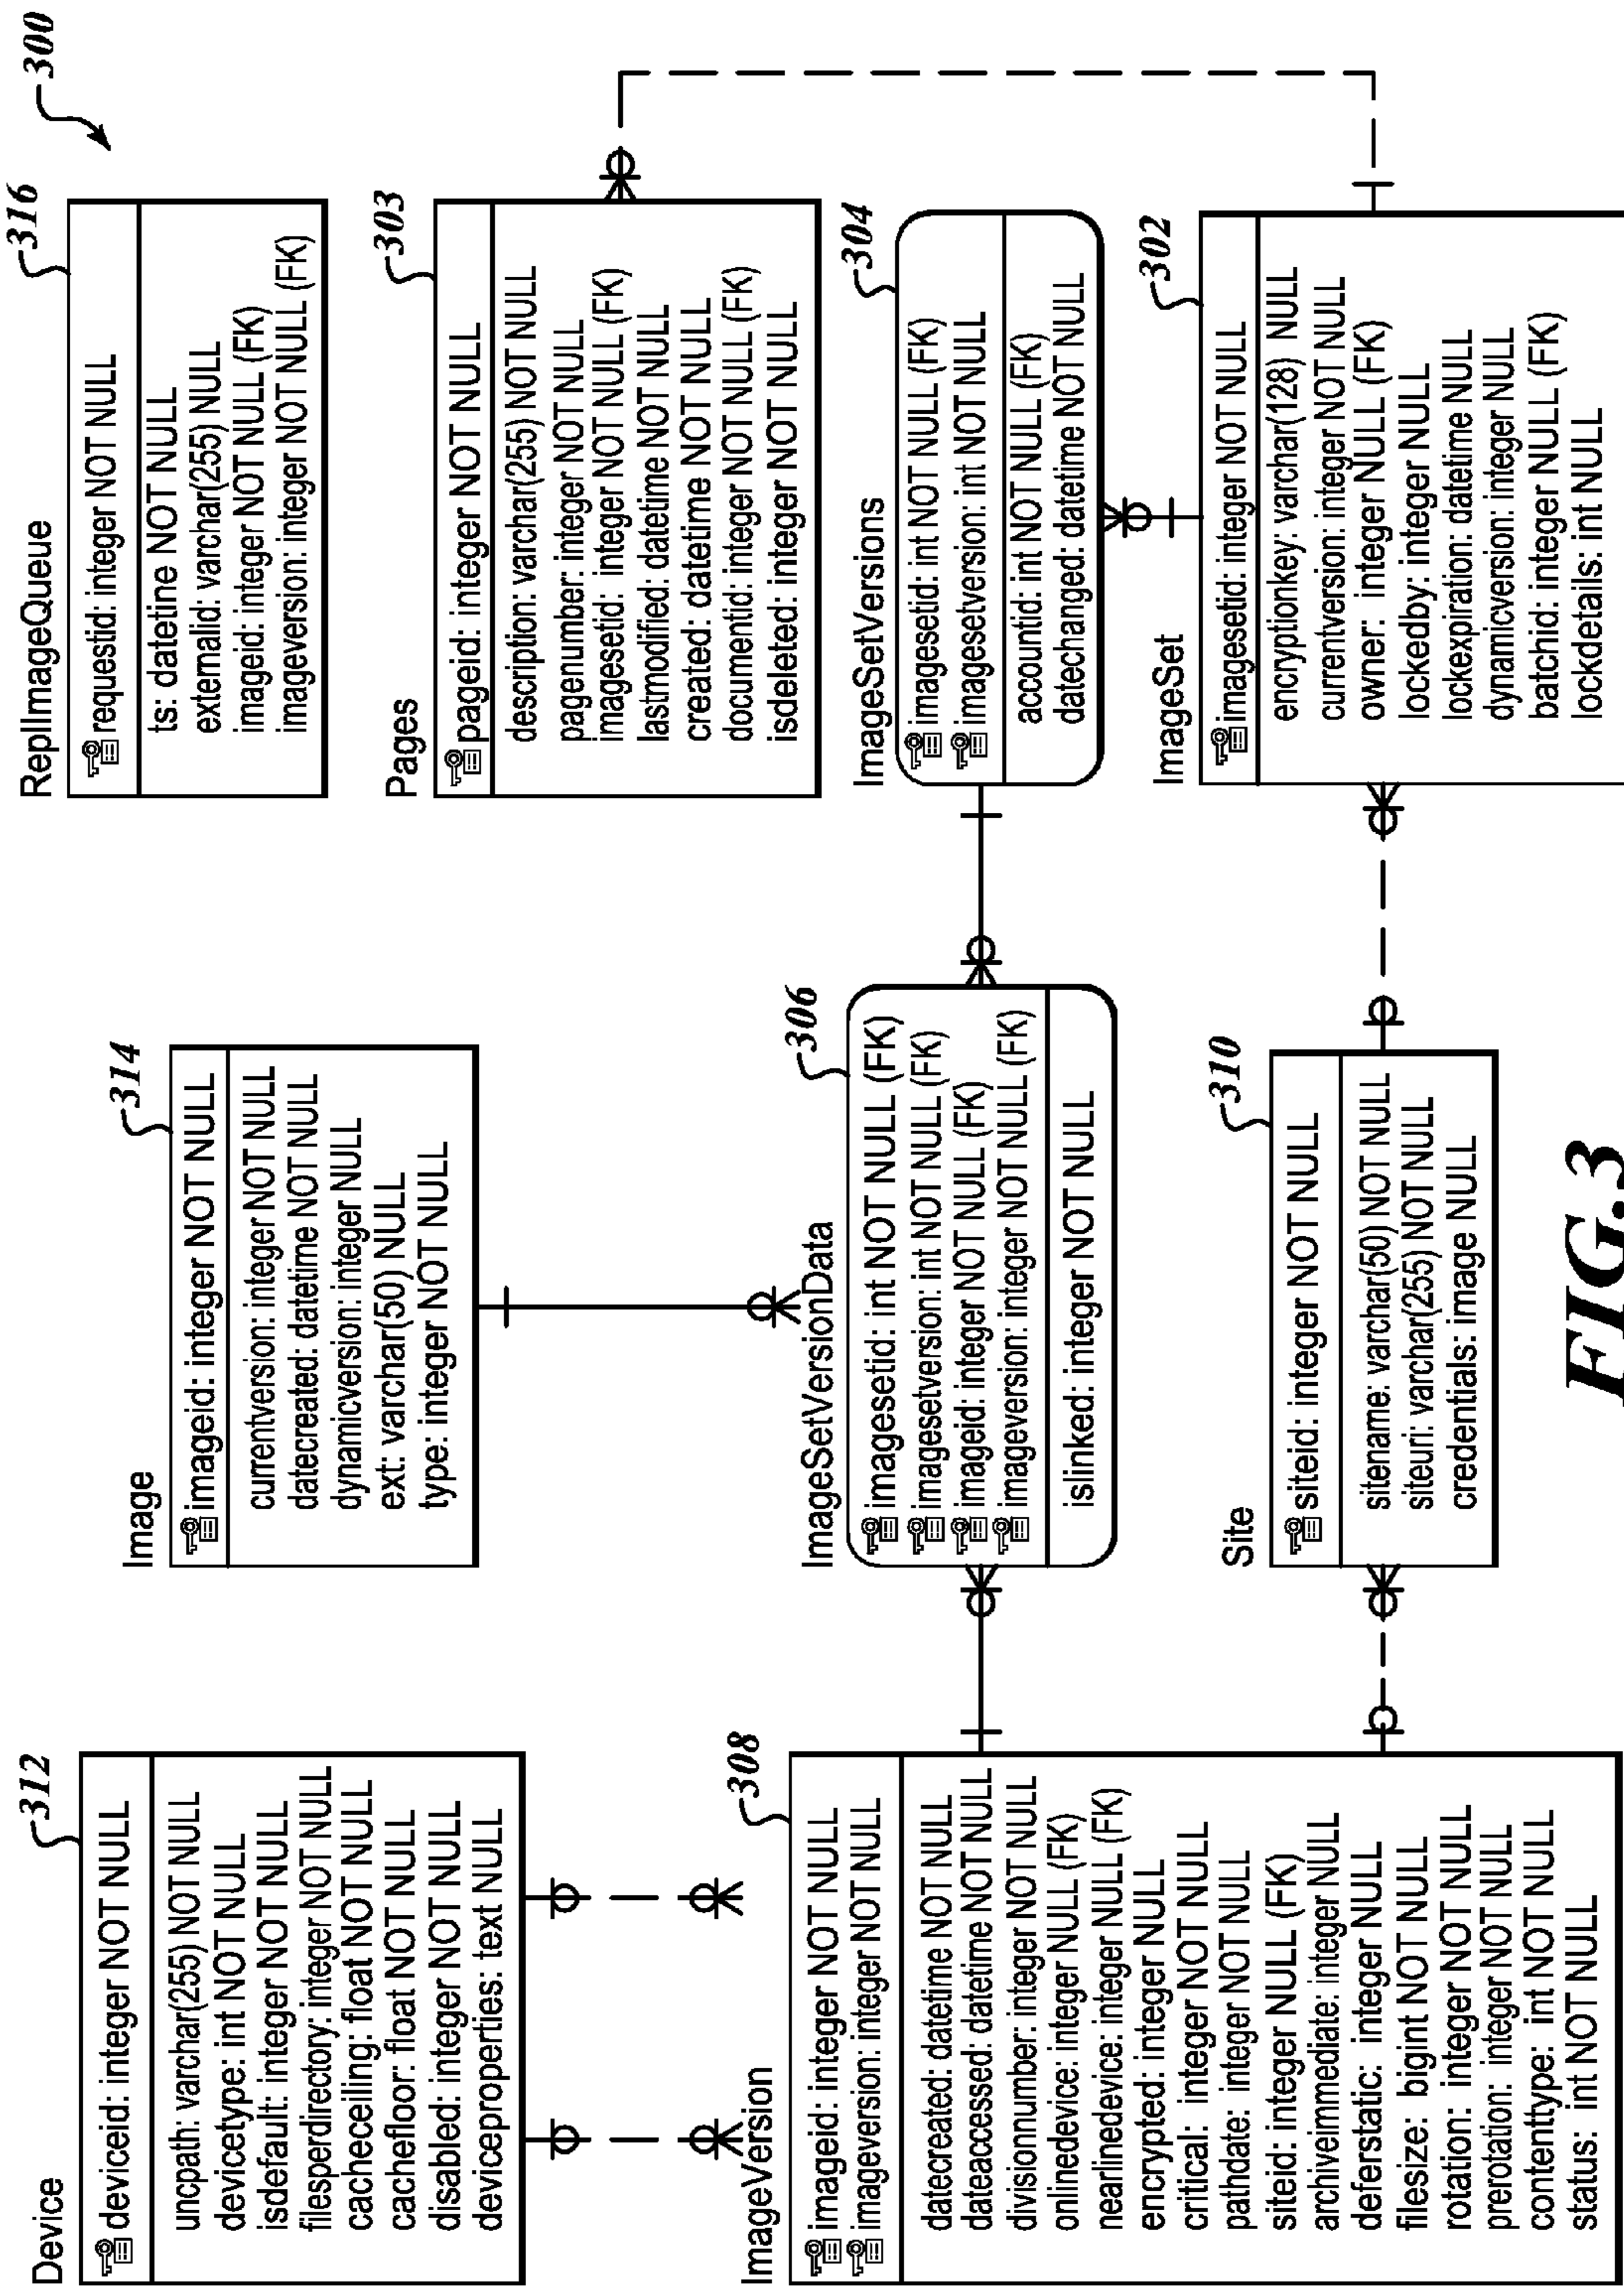 300
Device
312
deviceid: integer NOT NULL
uncpath: varchar(255) NOT NULL
devicetype: int NOT NULL
isdefault: integer NOT NULL
filesperdirectory: integer NOT NULL
cacheceiling: float NOT NULL
cachefloor: float NOT NULL
disabled: integer NOT NULL
deviceproperties: text NULL
Image
314
imageid: integer NOT NULL
currentversion: integer NOT NULL
datecreated: datetime NOT NULL
dynamicversion: integer NULL
ext: varchar(50) NULL
type: integer NOT NULL
ReplImageQueue
316
requestid: integer NOT NULL
ts: datetine NOT NULL
externalid: varchar(255) NULL
imageid: integer NOT NULL (FK)
imageversion: integer NOT NULL (FK)
Pages
303
pageid: integer NOT NULL
description: varchar(255) NOT NULL
pagenumber: integer NOT NULL
imagesetid: integer NOT NULL (FK)
lastmodified: datetime NOT NULL
created: datetime NOT NULL
documentid: integer NOT NULL (FK)
isdeleted: integer NOT NULL
ImageVersion
308
imageid: integer NOT NULL
imageversion: integer NOT NULL
datecreated: datetime NOT NULL
dateaccessed: datetime NOT NULL
divisionnumber: integer NOT NULL
onlinedevice: integer NULL (FK)
nearlinedevice: integer NULL (FK)
encrypted: integer NULL
critical: integer NOT NULL
pathdate: integer NOT NULL
siteid: integer NULL (FK)
archiveimmediate: integer NULL
deferstatic: integer NULL
filesize: bigint NOT NULL
rotation: integer NOT NULL
prerotation: integer NOT NULL
contenttype: int NOT NULL
status: int NOT NULL
ImageSetVersionData
306
imagesetid: int NOT NULL (FK)
imagesetversion: int NOT NULL (FK)
imageid: integer NOT NULL (FK)
imageversion: integer NOT NULL (FK)
islinked: integer NOT NULL
ImageSetVersions
304
imagesetid: int NOT NULL (FK)
imagesetversion: int NOT NULL
accountid: int NOT NULL (FK)
datechanged: datetime NOT NULL
Site
310
siteid: integer NOT NULL
sitename: varchar(50) NOT NULL
siteuri: varchar(255) NOT NULL
credentials: image NULL
ImageSet
302
imagesetid: integer NOT NULL
encryptionkey: varchar(128) NULL
currentversion: integer NOT NULL
owner: integer NULL (FK)
lockedby: integer NULL
lockexpiration: datetime NULL
dynamicversion: integer NULL
batchid: integer NULL (FK)
lockdetails: int NULL
FIG.3